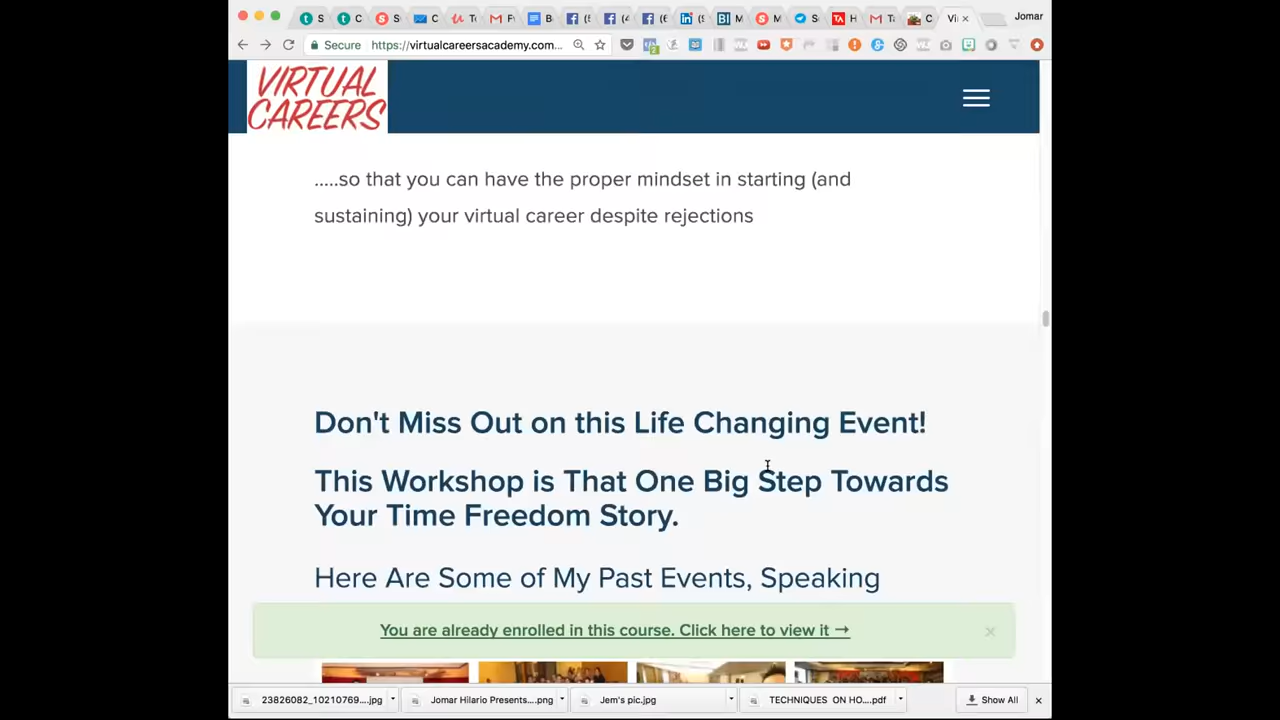 Jomar
Secure
https://virtualcareersacademy.com...
VIRTUAL
CAREERS
.....so that you can have the proper mindset in starting (and
sustaining) your virtual career despite rejections
Don't Miss Out on this Life Changing Event!
This Workshop is That One Big Step Towards
Your Time Freedom Story.
Here Are Some of My Past Events, Speaking
You are already enrolled in this course. Click here to view it →
23826082_10210769....jpg
Jomar Hilario Presents....png
Jem's pic.jpg
TECHNIQUES ON HO....pdf
Show All